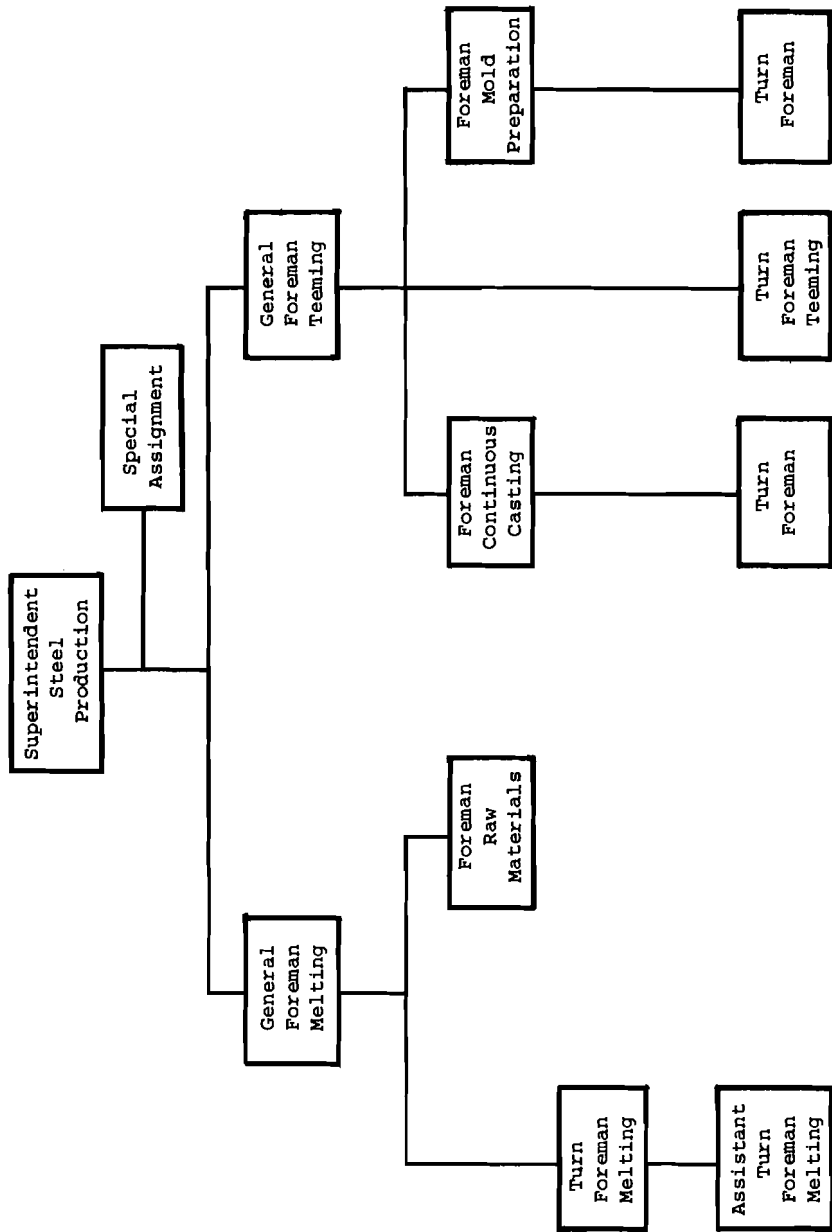 Superintendent
Steel
Production
Special
Assignment
General
Foreman
Melting
General
Foreman
Teeming
Foreman
Raw
Materials
Foreman
Continuous
Casting
Foreman
Mold
Preparation
Turn
Foreman
Melting
Assistant
Turn
Foreman
Melting
Turn
Foreman
Turn
Foreman
Teeming
Turn
Foreman